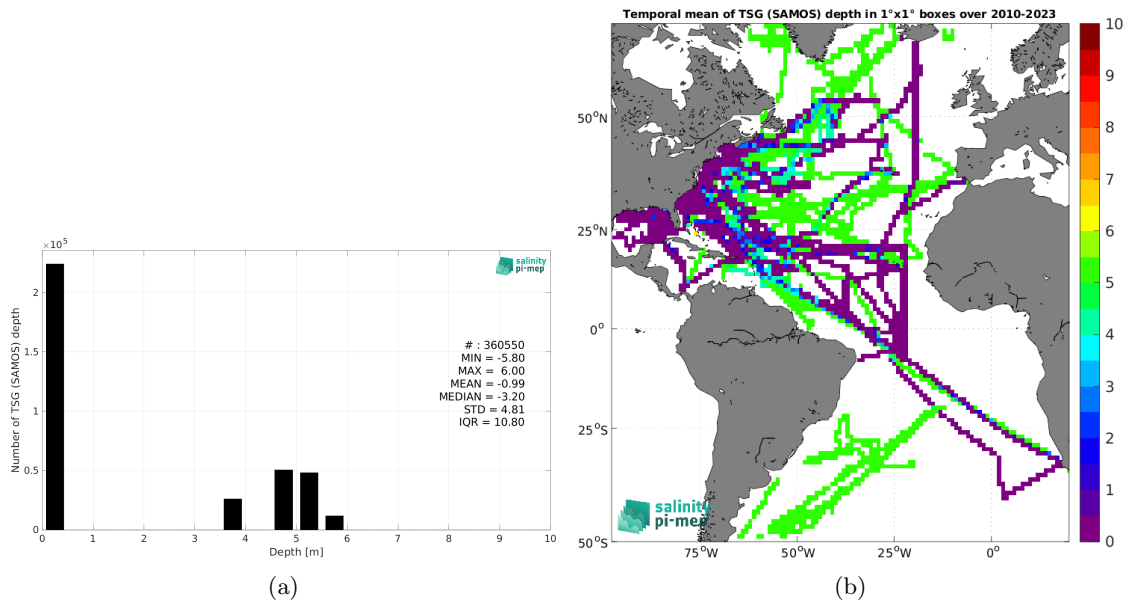 Temporal mean of TSG (SAMOS) depth in 1°x1° boxes over 2010-2023
×10⁵
2
1.5
1
0.5
0
Number of TSG (SAMOS) depth
salinity
pi-mep
# : 360550
MIN = -5.80
MAX = 6.00
MEAN = -0.99
MEDIAN = -3.20
STD = 4.81
IQR = 10.80
0 1 2 3 4 5 6 7 8 9 10
Depth [m]
(a)
50°N
25°N
0°
25°S
50°S
75°W 50°W 25°W 0°
salinity
pi-mep
10
9
8
7
6
5
4
3
2
1
0
(b)